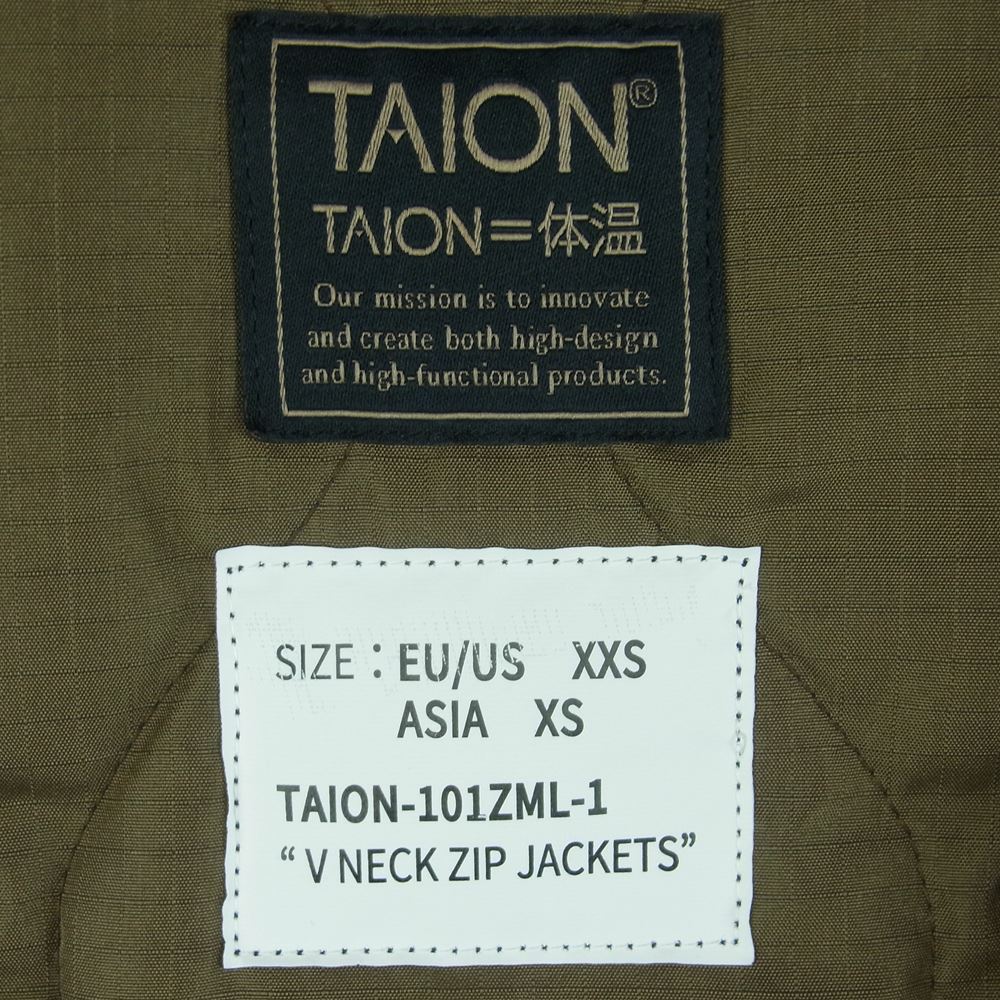 TAION®
TAION=体温
Our mission is to innovate
and create both high-design
and high-functional products.
SIZE : EU/US XXS
ASIA XS
TAION-101ZML-1
“ V NECK ZIP JACKETS”